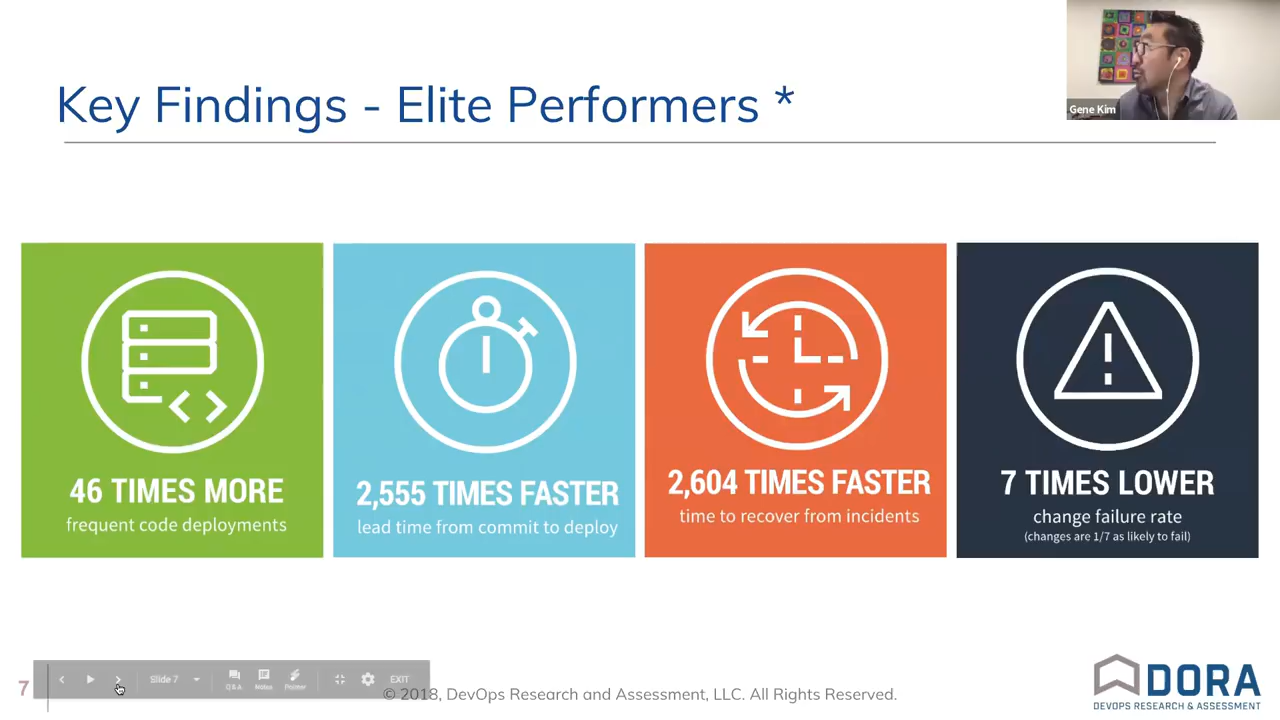 Key Findings - Elite Performers *
Gene Kim
46 TIMES MORE
frequent code deployments
2,555 TIMES FASTER
lead time from commit to deploy
2,604 TIMES FASTER
time to recover from incidents
7 TIMES LOWER
change failure rate
(changes are 1/7 as likely to fail)
7
Slide 7
Q&A
Notes
Pointer
EXIT
© 2018, DevOps Research and Assessment, LLC. All Rights Reserved.
DORA
DEVOPS RESEARCH & ASSESSMENT